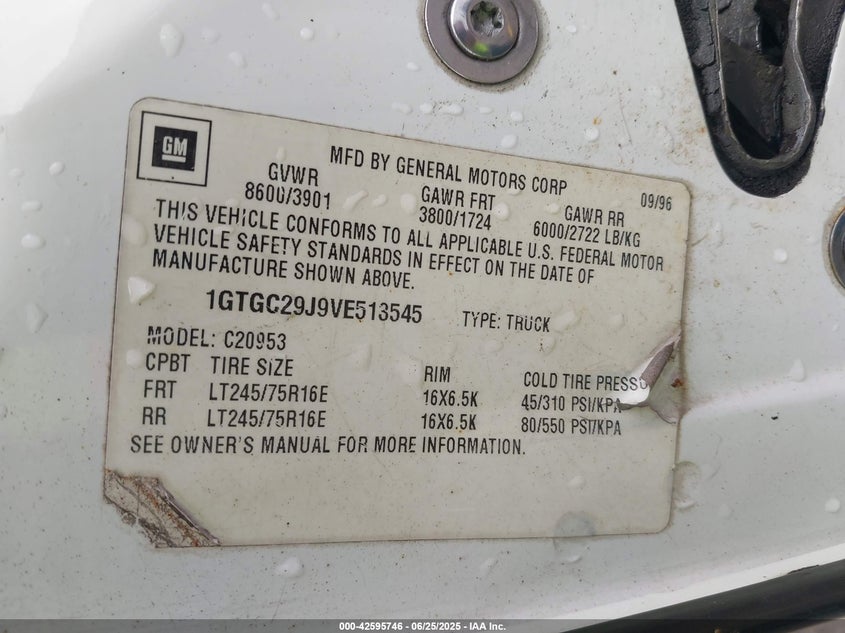 GM
MFD BY GENERAL MOTORS CORP 09/96
GVWR GAWR FRT GAWR RR
8600/3901 3800/1724 6000/2722 LB/KG
THIS VEHICLE CONFORMS TO ALL APPLICABLE U.S. FEDERAL MOTOR
VEHICLE SAFETY STANDARDS IN EFFECT ON THE DATE OF
MANUFACTURE SHOWN ABOVE.
1GTGC29J9VE513545 TYPE: TRUCK
MODEL: C20953
CPBT TIRE SIZE RIM COLD TIRE PRESSU
FRT LT245/75R16E 16X6.5K 45/310 PSI/KPA
RR LT245/75R16E 16X6.5K 80/550 PSI/KPA
SEE OWNER'S MANUAL FOR MORE INFORMATION.
000-42595746 - 06/25/2025 - IAA Inc.